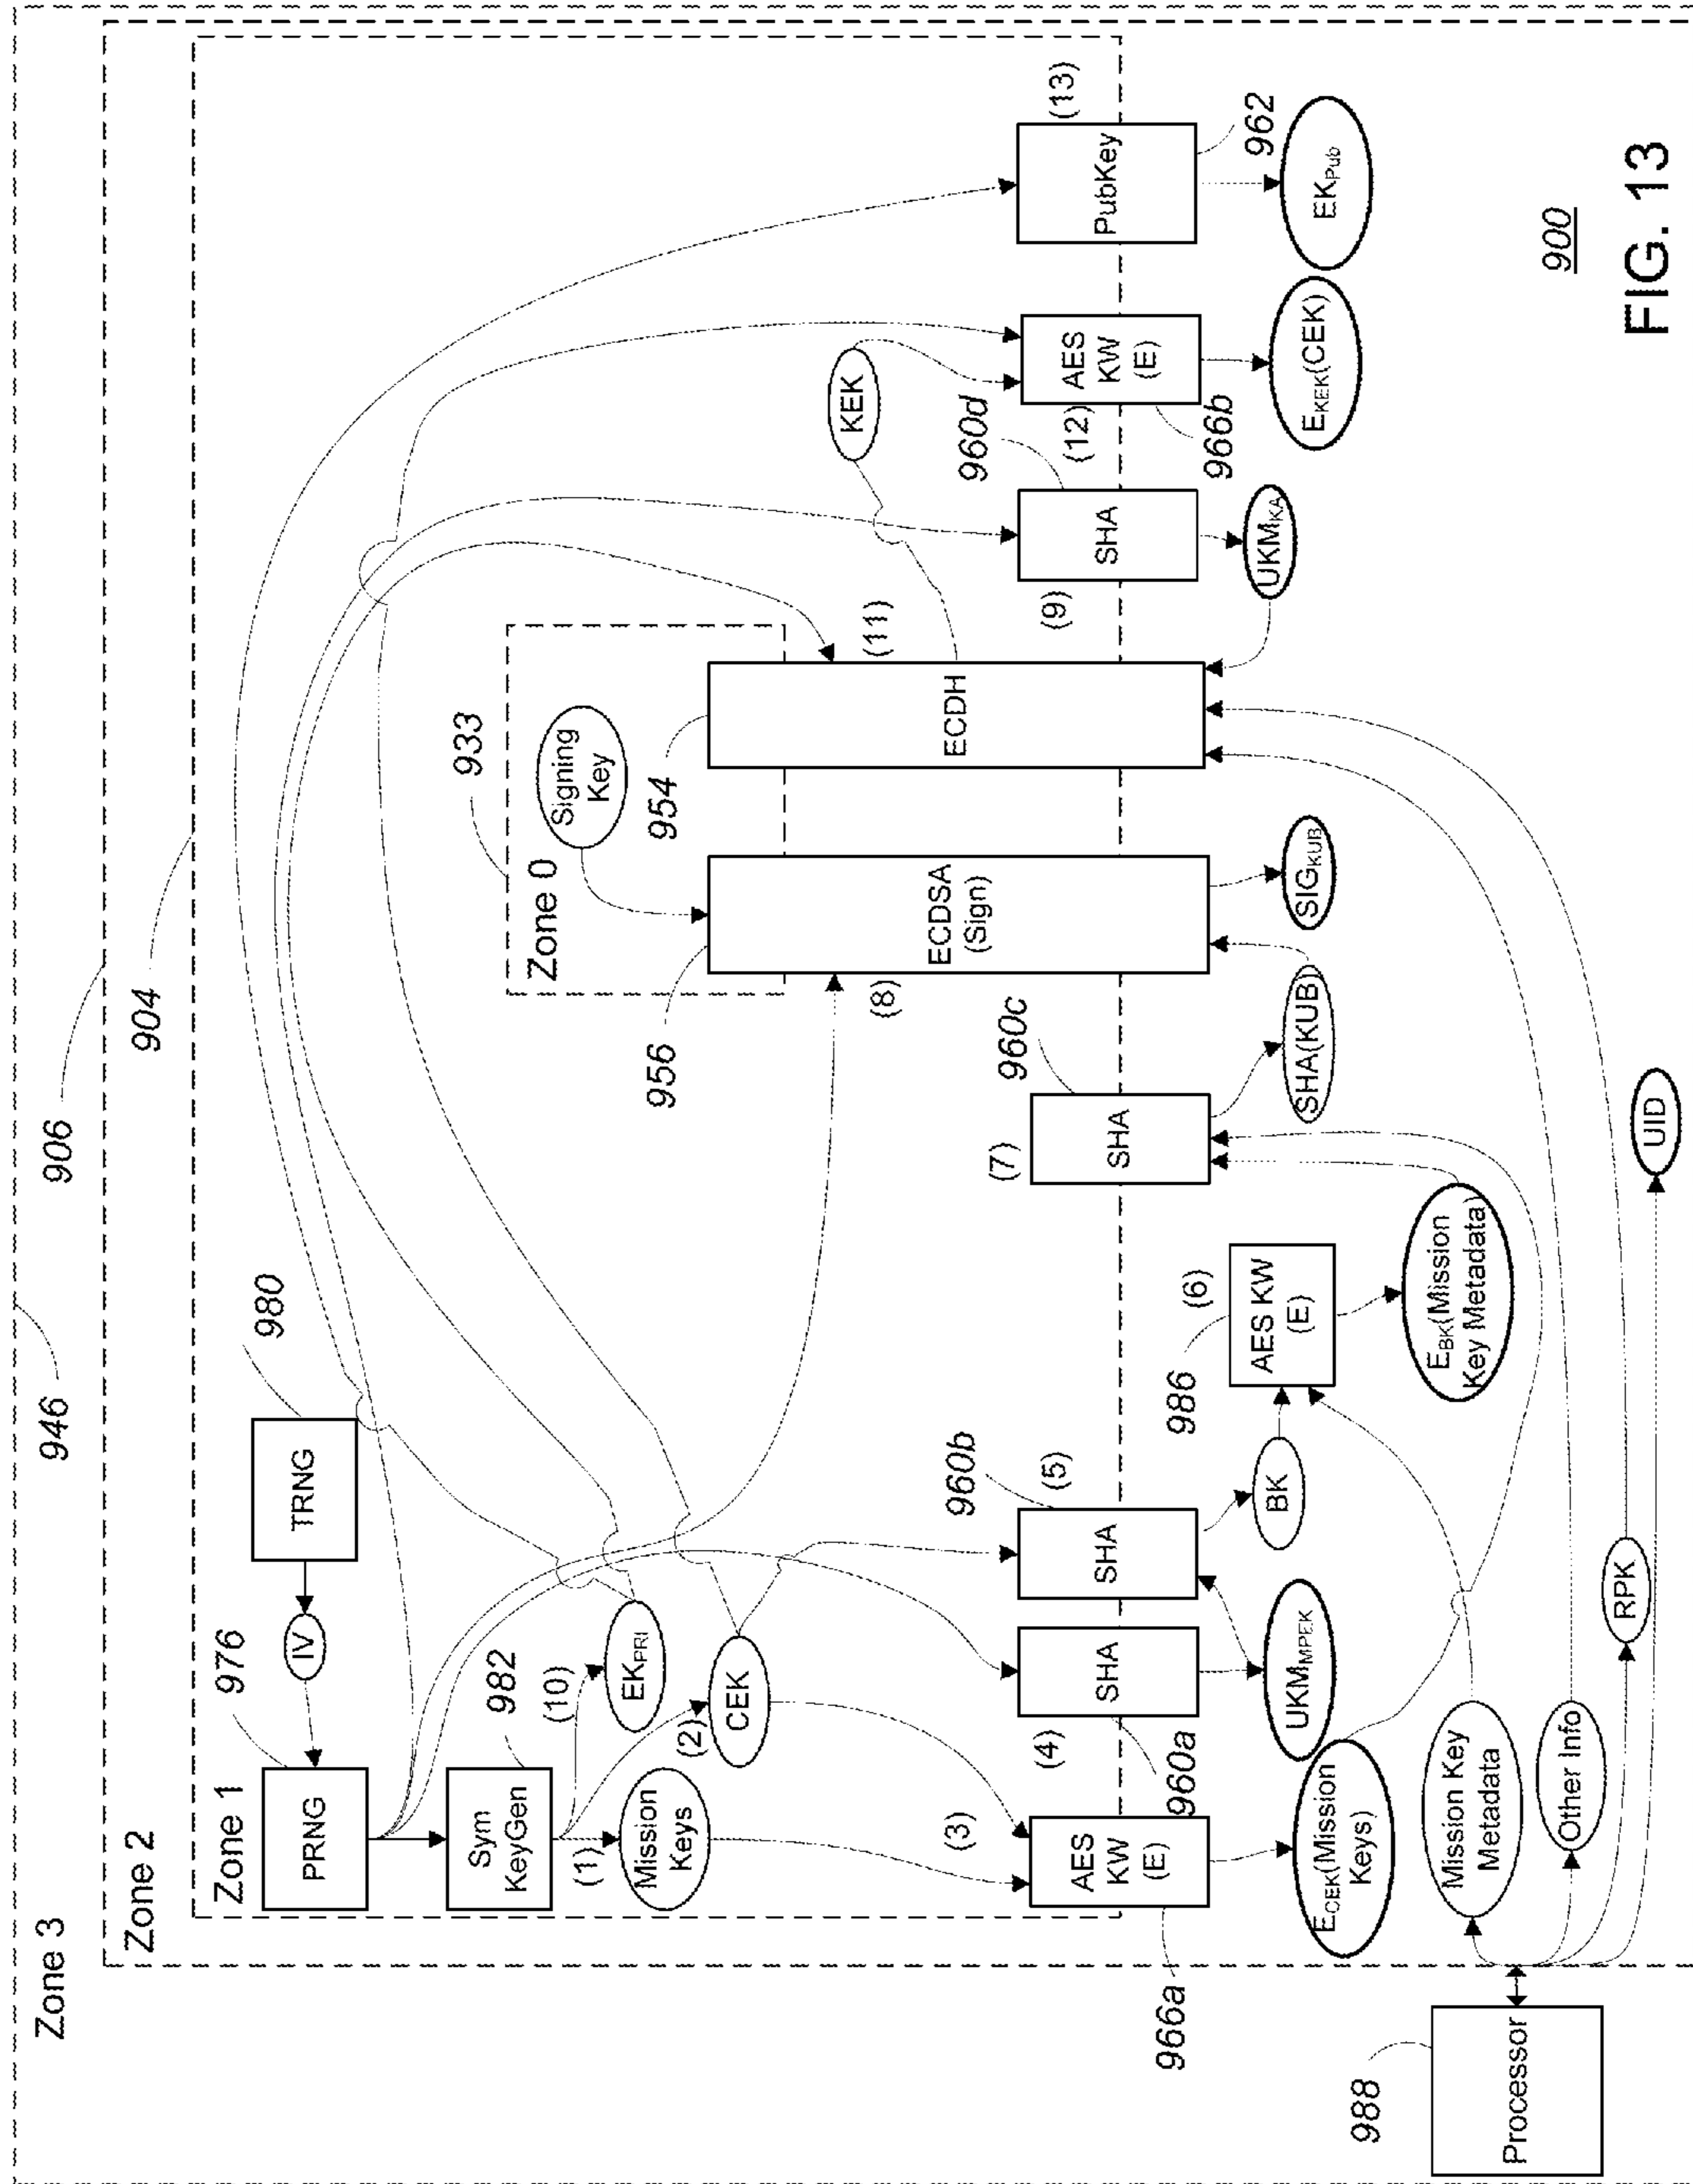 Zone 3
946
906
Zone 2
904
Zone 1
976
980
PRNG
IV
TRNG
982
Sym
KeyGen
(10)
(1)
(2)
EK_PRI
Mission
Keys
CEK
933
Zone 0
Signing
Key
956
954
KEK
(3)
(4)
960b
(5)
(7)
960c
(8)
ECDSA
(Sign)
ECDH
(11)
(9)
960d
(12)
(13)
AES
KW
(E)
SHA
SHA
SHA
SHA
AES
KW
(E)
PubKey
966a
960a
986
(6)
966b
962
E_CEK(Mission
Keys)
UKM_MPEK
BK
AES KW
(E)
SHA(KUB)
SIG_KUB
UKM_KA
E_KEK(CEK)
EK_Pub
E_BK(Mission
Key Metadata)
Mission Key
Metadata
Other Info
RPK
UID
988
Processor
900
FIG. 13